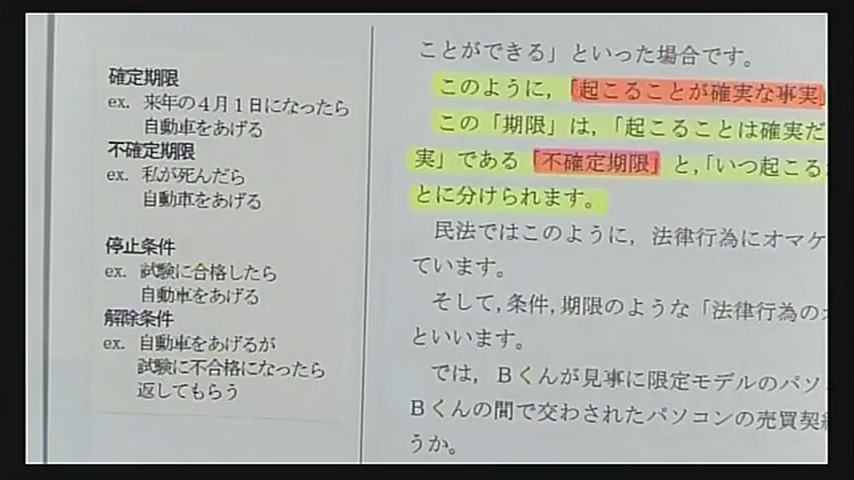 確定期限
ex. 来年の4月1日になったら
自動車をあげる
不確定期限
ex. 私が死んだら
自動車をあげる
停止条件
ex. 試験に合格したら
自動車をあげる
解除条件
ex. 自動車をあげるが
試験に不合格になったら
返してもらう
ことができる」といった場合です。
このように,「起こることが確実な事実」
この「期限」は,「起こることは確実だ
実」である「不確定期限」と,「いつ起こる
とに分けられます。
民法ではこのように, 法律行為にオマケ
ています。
そして,条件,期限のような「法律行為の
といいます。
では, Bくんが見事に限定モデルのパソ
Bくんの間で交わされたパソコンの売買契
うか。